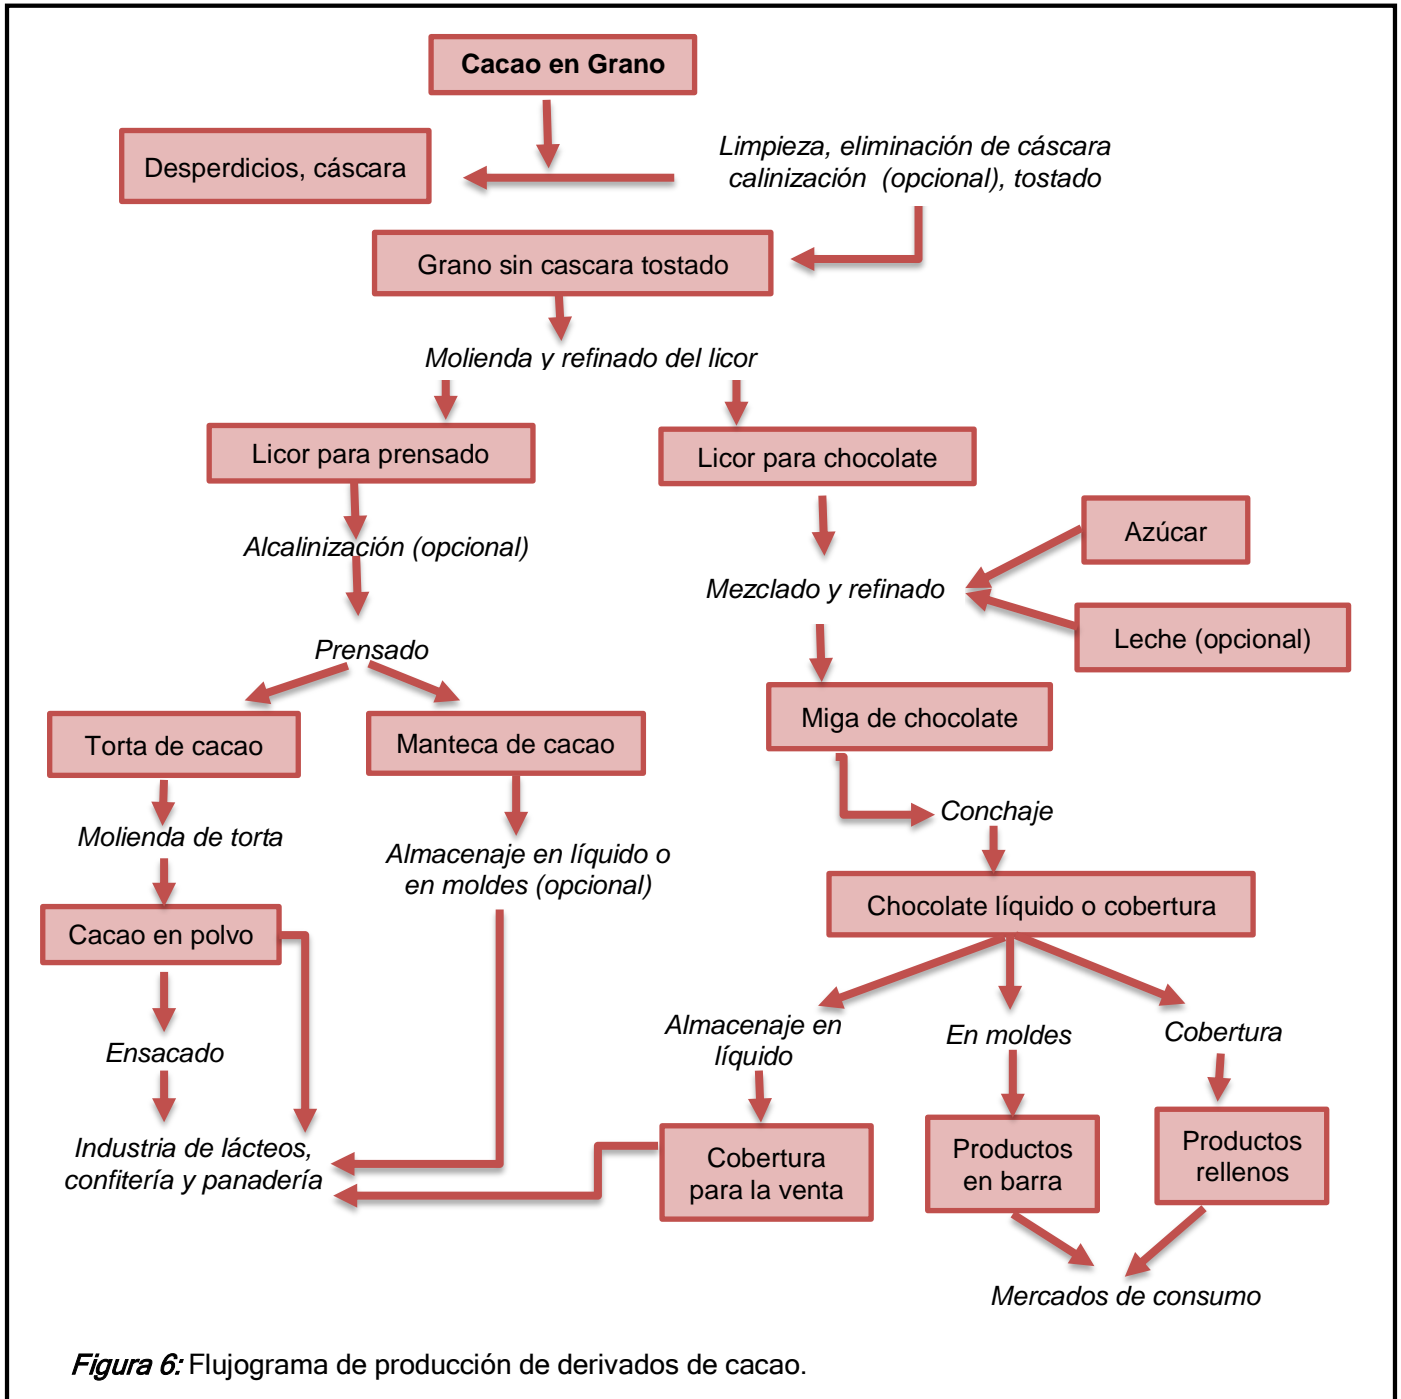 Cacao en Grano
Desperdicios, cáscara
Limpieza, eliminación de cáscara
calinización (opcional), tostado
Grano sin cascara tostado
Molienda y refinado del licor
Licor para prensado
Licor para chocolate
Alcalinización (opcional)
Azúcar
Mezclado y refinado
Leche (opcional)
Prensado
Torta de cacao
Manteca de cacao
Miga de chocolate
Molienda de torta
Almacenaje en líquido o
en moldes (opcional)
Conchaje
Cacao en polvo
Chocolate líquido o cobertura
Ensacado
Almacenaje en
líquido
En moldes
Cobertura
Industria de lácteos,
confitería y panadería
Cobertura
para la venta
Productos
en barra
Productos
rellenos
Mercados de consumo
Figura 6: Flujograma de producción de derivados de cacao.